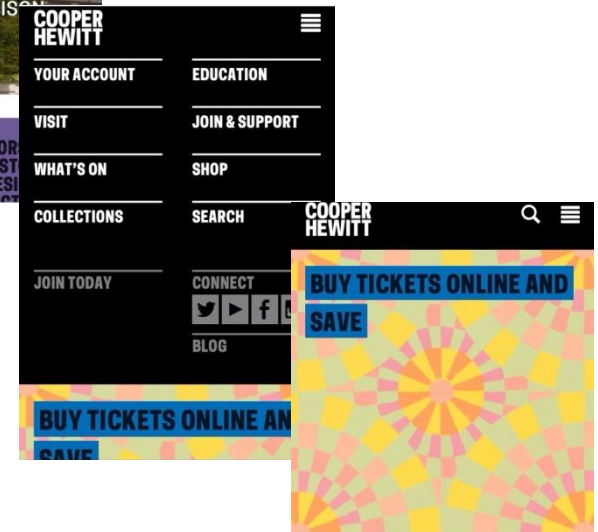 COOPER
HEWITT
YOUR ACCOUNT
EDUCATION
VISIT
JOIN & SUPPORT
WHAT'S ON
SHOP
COLLECTIONS
SEARCH
JOIN TODAY
CONNECT
BLOG
BUY TICKETS ONLINE AN
SAVE
COOPER
HEWITT
BUY TICKETS ONLINE AND
SAVE